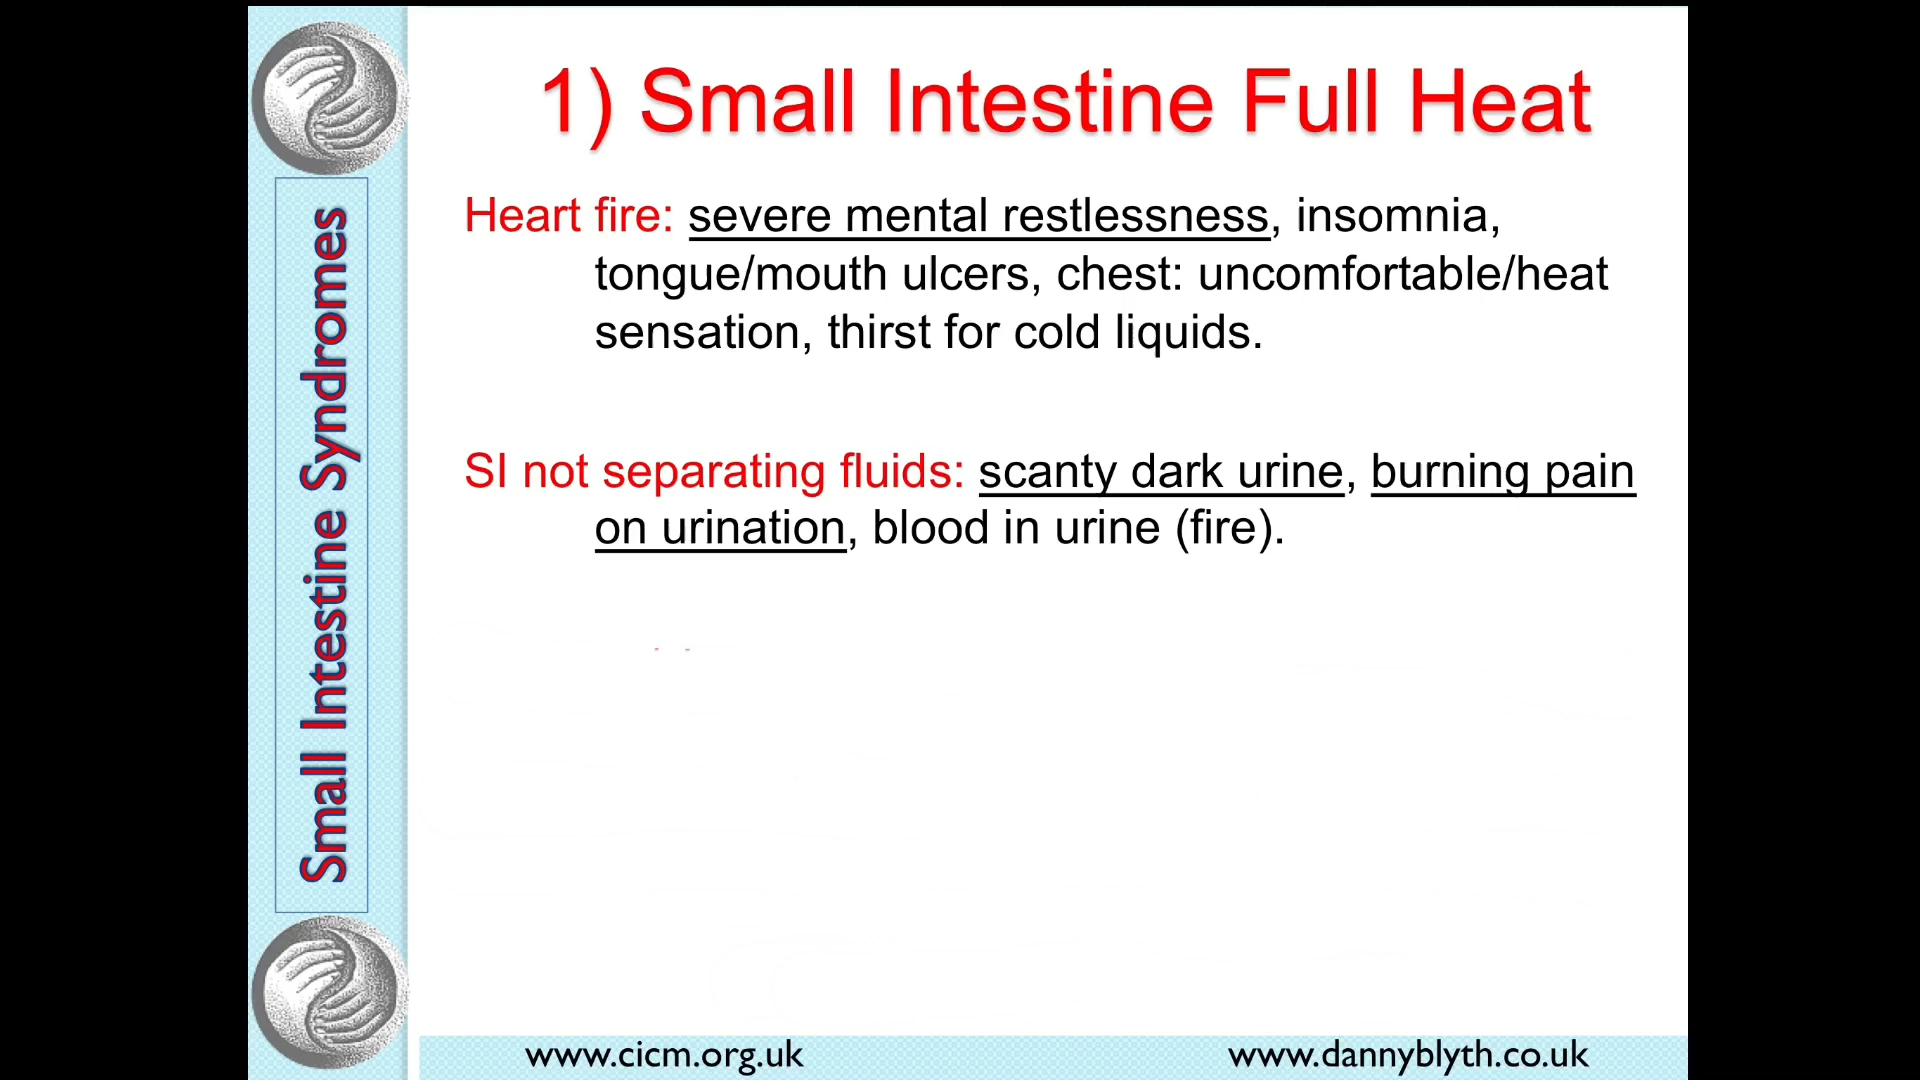 1) Small Intestine Full Heat
Heart fire: severe mental restlessness, insomnia,
tongue/mouth ulcers, chest: uncomfortable/heat
sensation, thirst for cold liquids.
SI not separating fluids: scanty dark urine, burning pain
on urination, blood in urine (fire).
Small Intestine Syndromes
www.cicm.org.uk
www.dannyblyth.co.uk